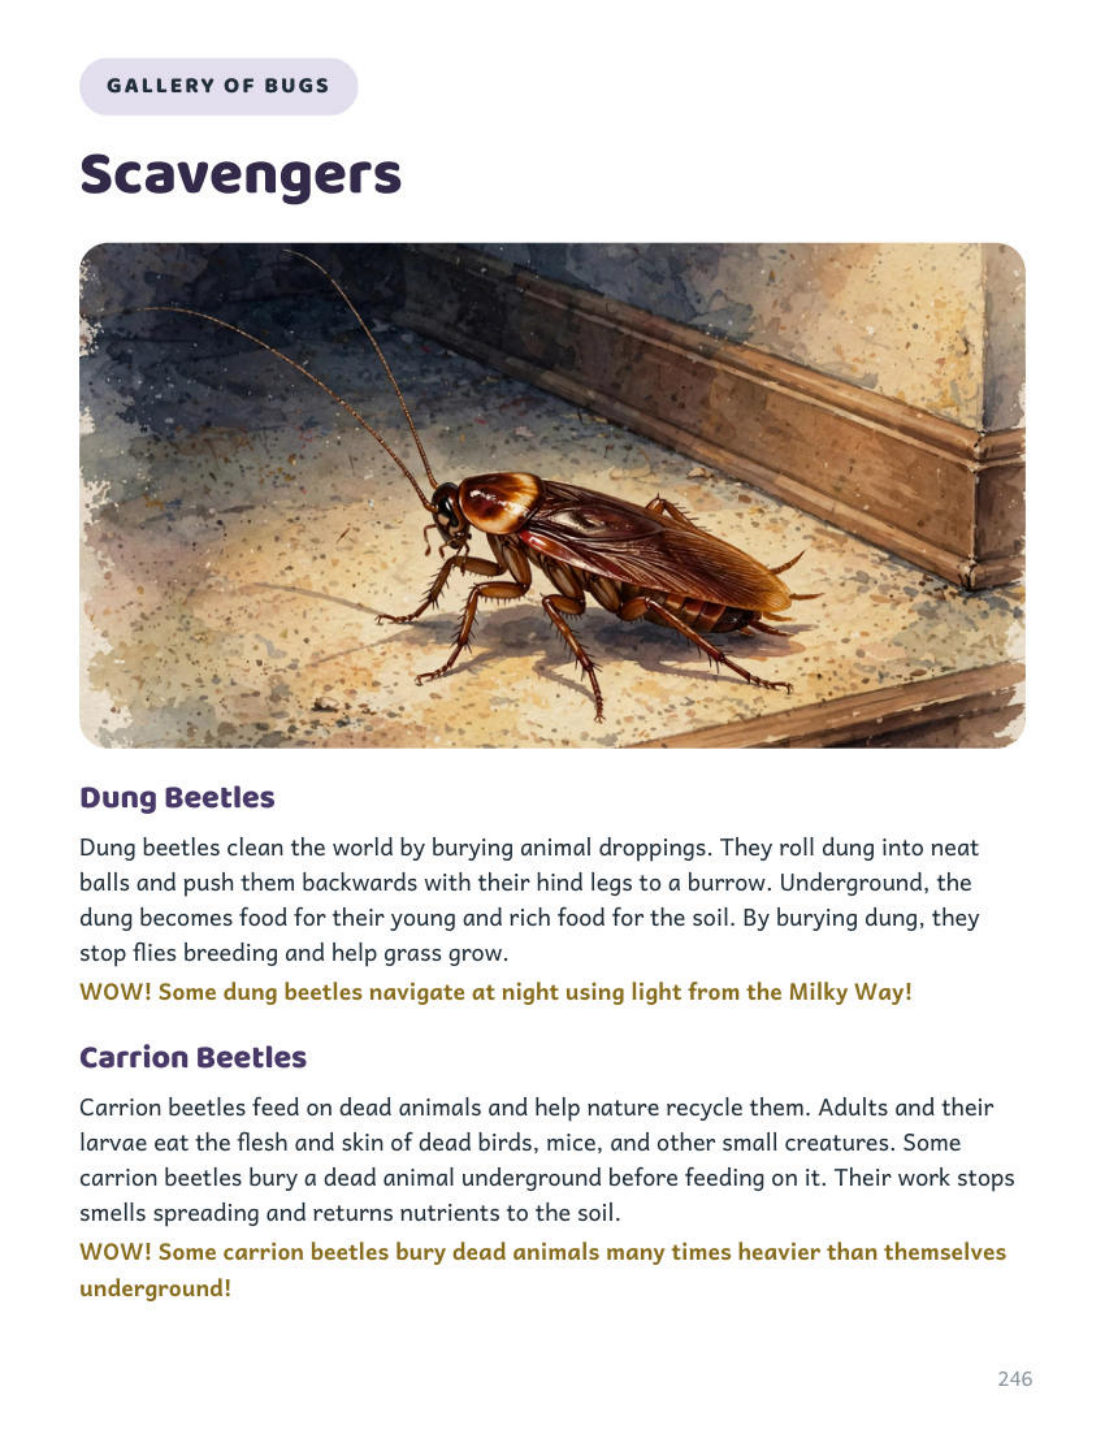 GALLERY OF BUGS
Scavengers
Dung Beetles
Dung beetles clean the world by burying animal droppings. They roll dung into neat
balls and push them backwards with their hind legs to a burrow. Underground, the
dung becomes food for their young and rich food for the soil. By burying dung, they
stop flies breeding and help grass grow.
WOW! Some dung beetles navigate at night using light from the Milky Way!
Carrion Beetles
Carrion beetles feed on dead animals and help nature recycle them. Adults and their
larvae eat the flesh and skin of dead birds, mice, and other small creatures. Some
carrion beetles bury a dead animal underground before feeding on it. Their work stops
smells spreading and returns nutrients to the soil.
WOW! Some carrion beetles bury dead animals many times heavier than themselves
underground!
246